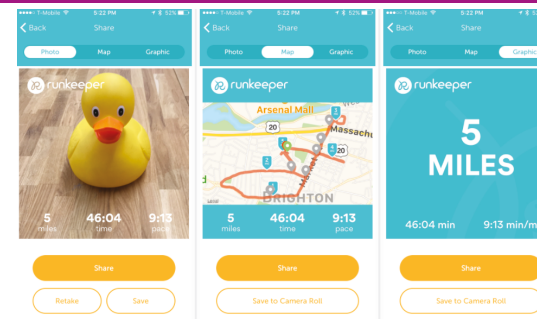 T-Mobile 5:22 PM 52%
Back Share
Photo Map Graphic
runkeeper
5 46:04 9:13
miles time pace
Share
Retake Save
T-Mobile 5:22 PM 52%
Back Share
Photo Map Graphic
runkeeper
Arsenal Mall
20 Massachu
20
Market
BRIGHTON
Legal
5 46:04 9:13
miles time pace
Share
Save to Camera Roll
T-Mobile 5:22 PM 52%
Back Share
Photo Map Graphic
runkeeper
5
MILES
46:04 min 9:13 min/m
Share
Save to Camera Roll